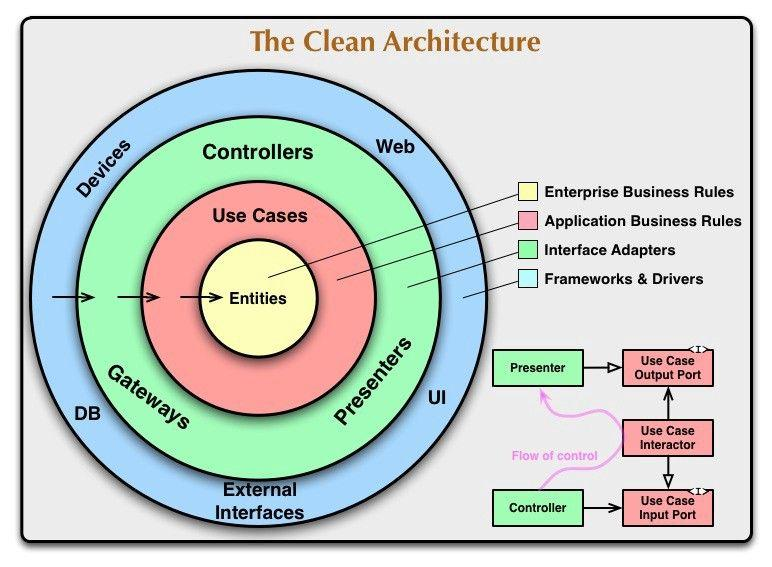 The Clean Architecture
Devices
Web
Controllers
Use Cases
Entities
Gateways
Presenters
DB
UI
External
Interfaces
Enterprise Business Rules
Application Business Rules
Interface Adapters
Frameworks & Drivers
Presenter
<I>
Use Case
Output Port
Use Case
Interactor
Flow of control
Controller
<I>
Use Case
Input Port